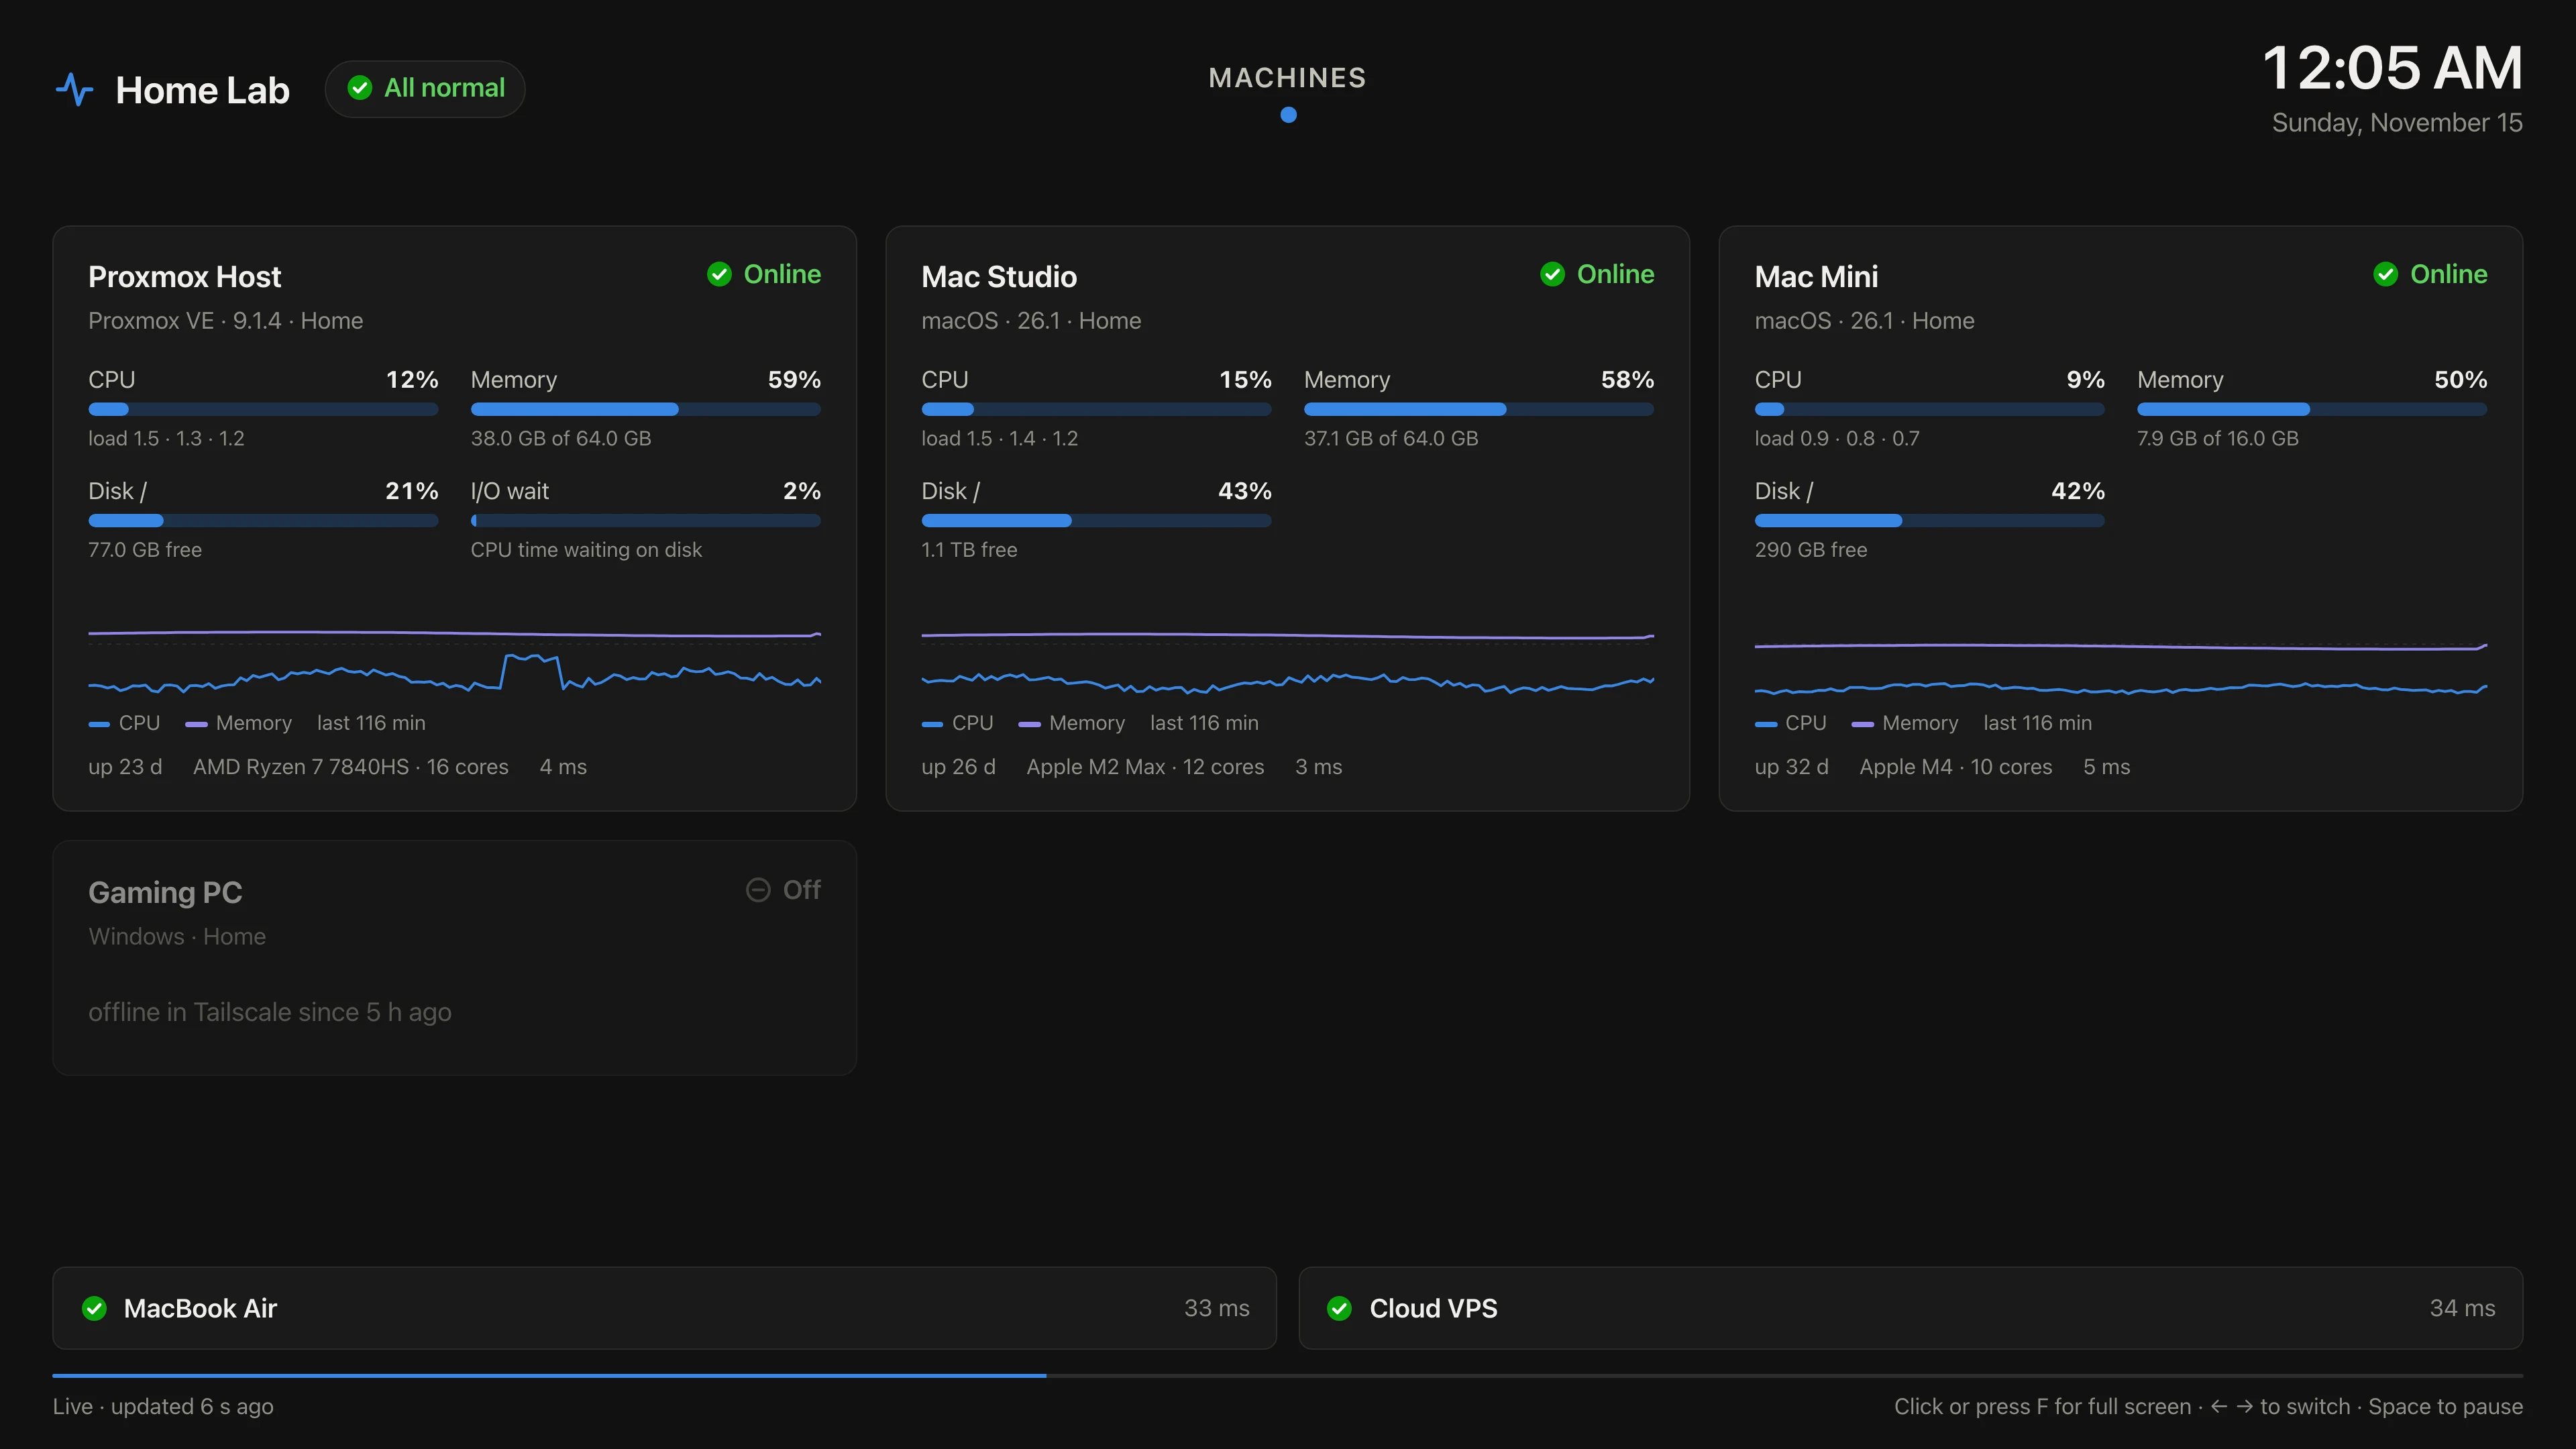 Home Lab
All normal
MACHINES
12:05 AM
Sunday, November 15
Proxmox Host
Online
Proxmox VE · 9.1.4 · Home
CPU 12%
Memory 59%
load 1.5 · 1.3 · 1.2
38.0 GB of 64.0 GB
Disk / 21%
I/O wait 2%
77.0 GB free
CPU time waiting on disk
CPU Memory last 116 min
up 23 d AMD Ryzen 7 7840HS · 16 cores 4 ms
Mac Studio
Online
macOS · 26.1 · Home
CPU 15%
Memory 58%
load 1.5 · 1.4 · 1.2
37.1 GB of 64.0 GB
Disk / 43%
1.1 TB free
CPU Memory last 116 min
up 26 d Apple M2 Max · 12 cores 3 ms
Mac Mini
Online
macOS · 26.1 · Home
CPU 9%
Memory 50%
load 0.9 · 0.8 · 0.7
7.9 GB of 16.0 GB
Disk / 42%
290 GB free
CPU Memory last 116 min
up 32 d Apple M4 · 10 cores 5 ms
Gaming PC
Off
Windows · Home
offline in Tailscale since 5 h ago
MacBook Air 33 ms
Cloud VPS 34 ms
Live · updated 6 s ago
Click or press F for full screen · ← → to switch · Space to pause